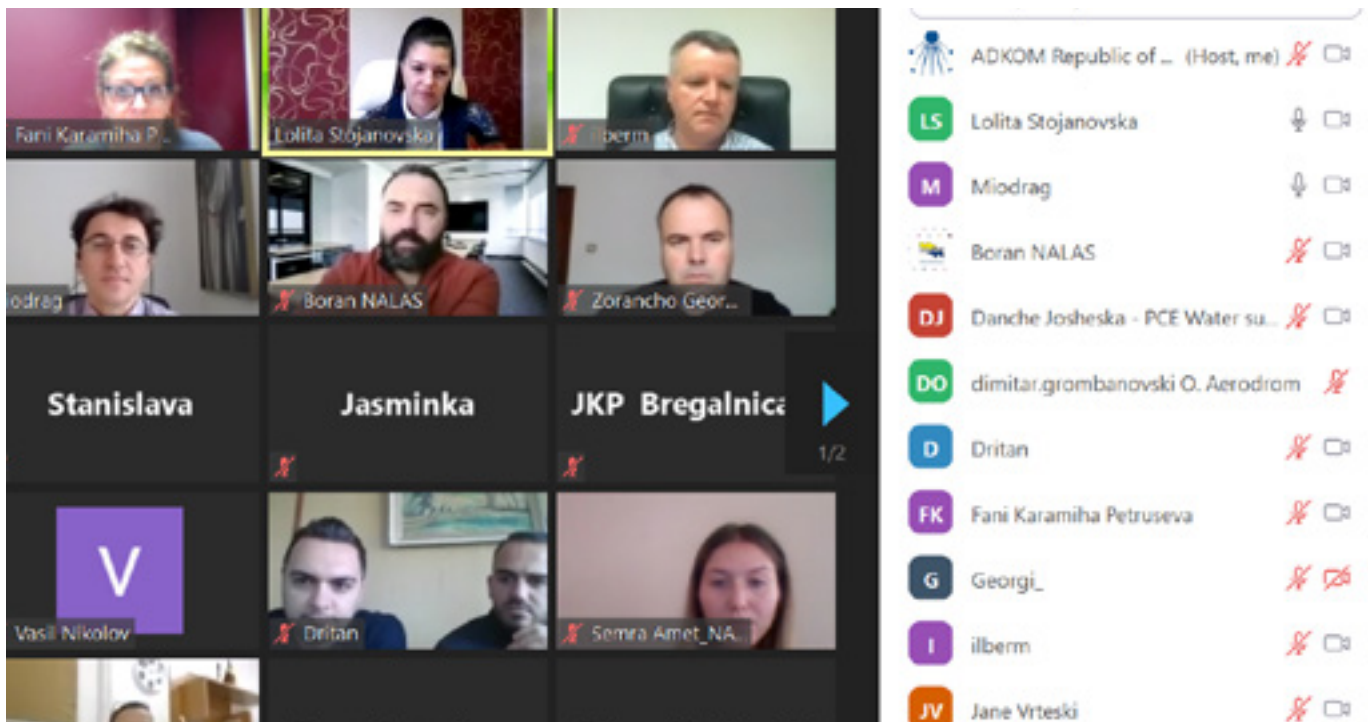 Fani Karamiha P...
Lolita Stojanovska
ilberm
iodrag
Boran NALAS
Zorancho Geor...
Stanislava
Jasminka
JKP Bregalnica
1/2
V
Vasil Nikolov
Dritan
Semra Amet_NA...
ADKOM Republic of ... (Host, me)
LS Lolita Stojanovska
M Miodrag
Boran NALAS
DJ Danche Josheska - PCE Water su...
DO dimitar.grombanovski O. Aerodrom
D Dritan
FK Fani Karamiha Petruseva
G Georgi_
I ilberm
JV Jane Vrteski